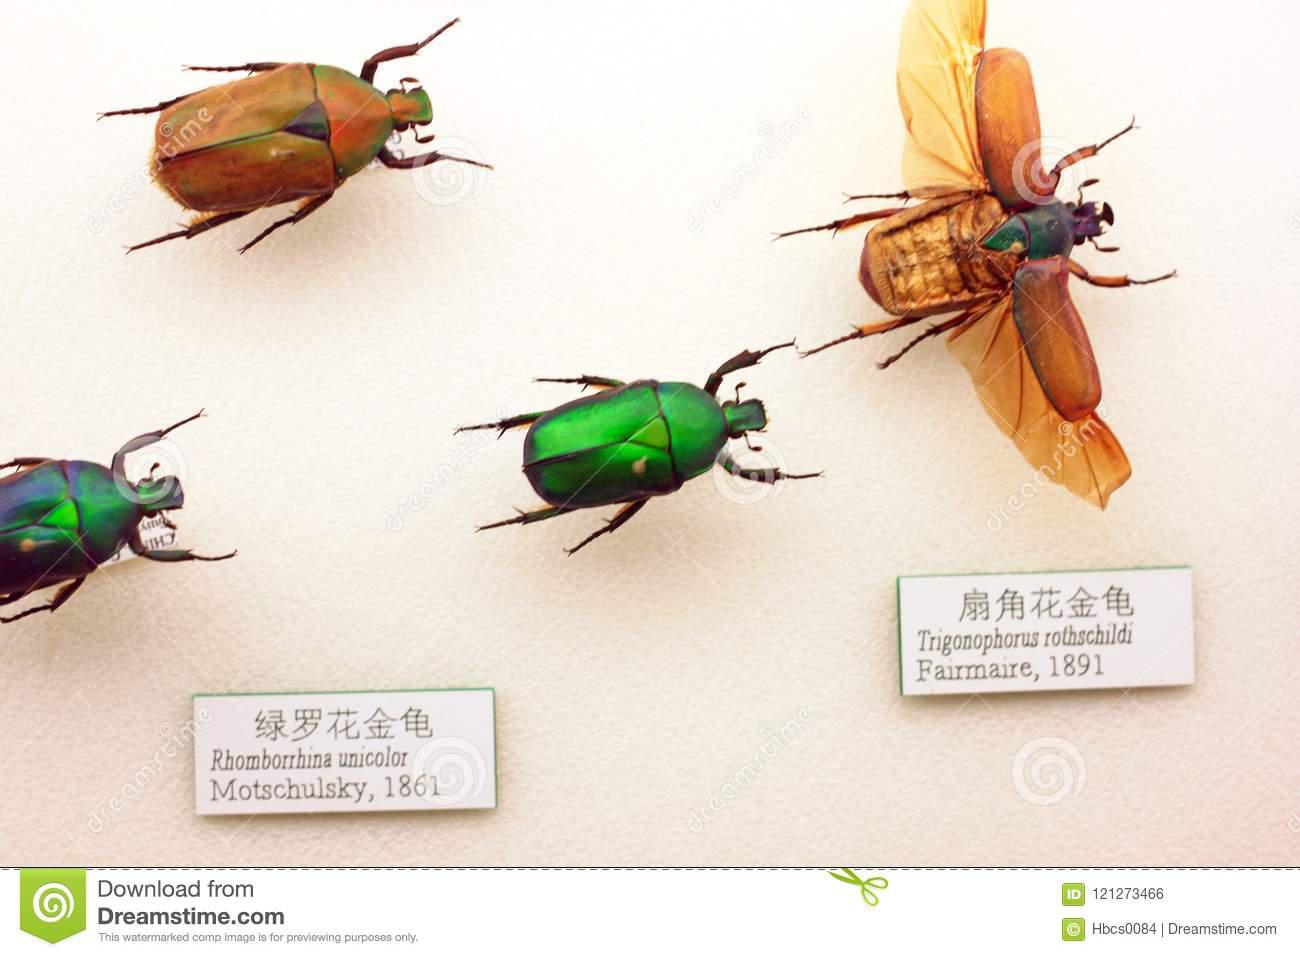 扇角花金龟
Trigonophorus rothschildi
Fairmaire, 1891
绿罗花金龟
Rhomborrhina unicolor
Motschulsky, 1861
Download from
Dreamstime.com
This watermarked comp image is for previewing purposes only.
ID 121273466
© Hbcs0084 | Dreamstime.com